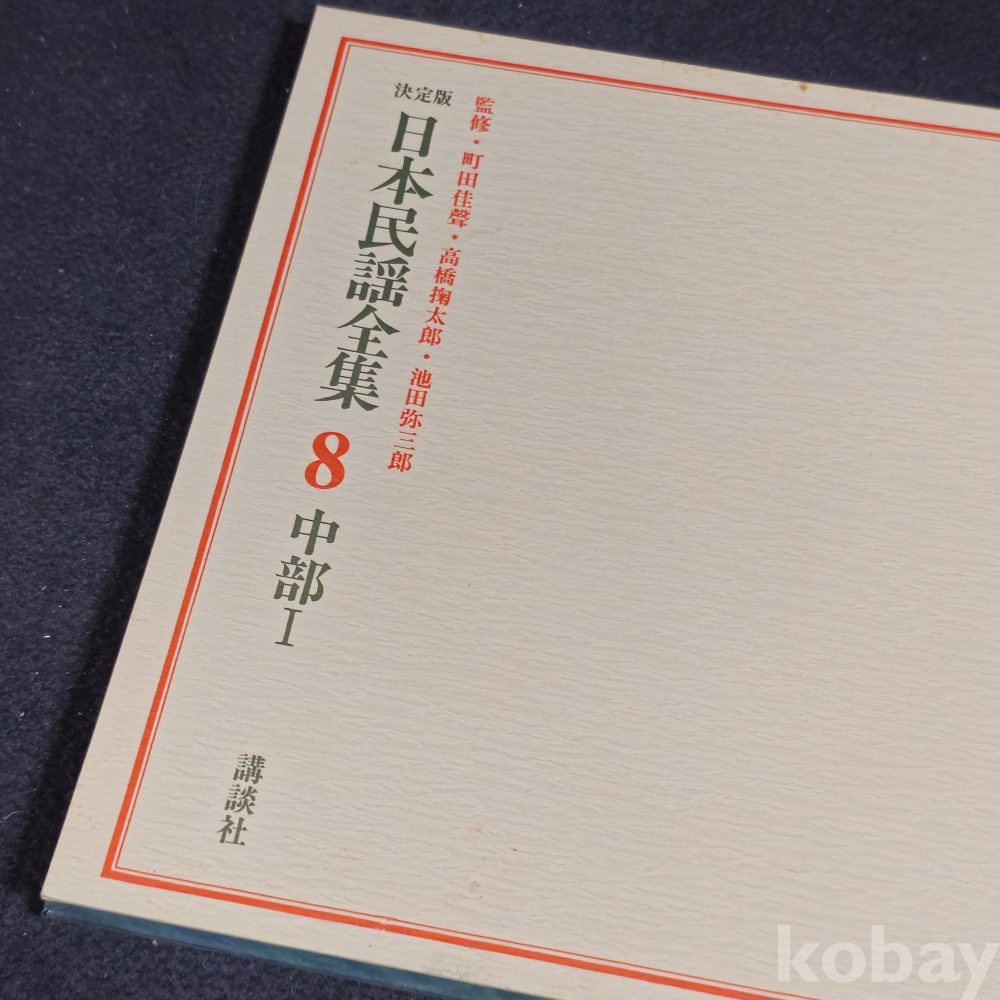 監修・町田佳聲・高橋掬太郎・池田弥三郎
決定版
日本民謡全集 8 中部Ⅰ
講談社
kobay